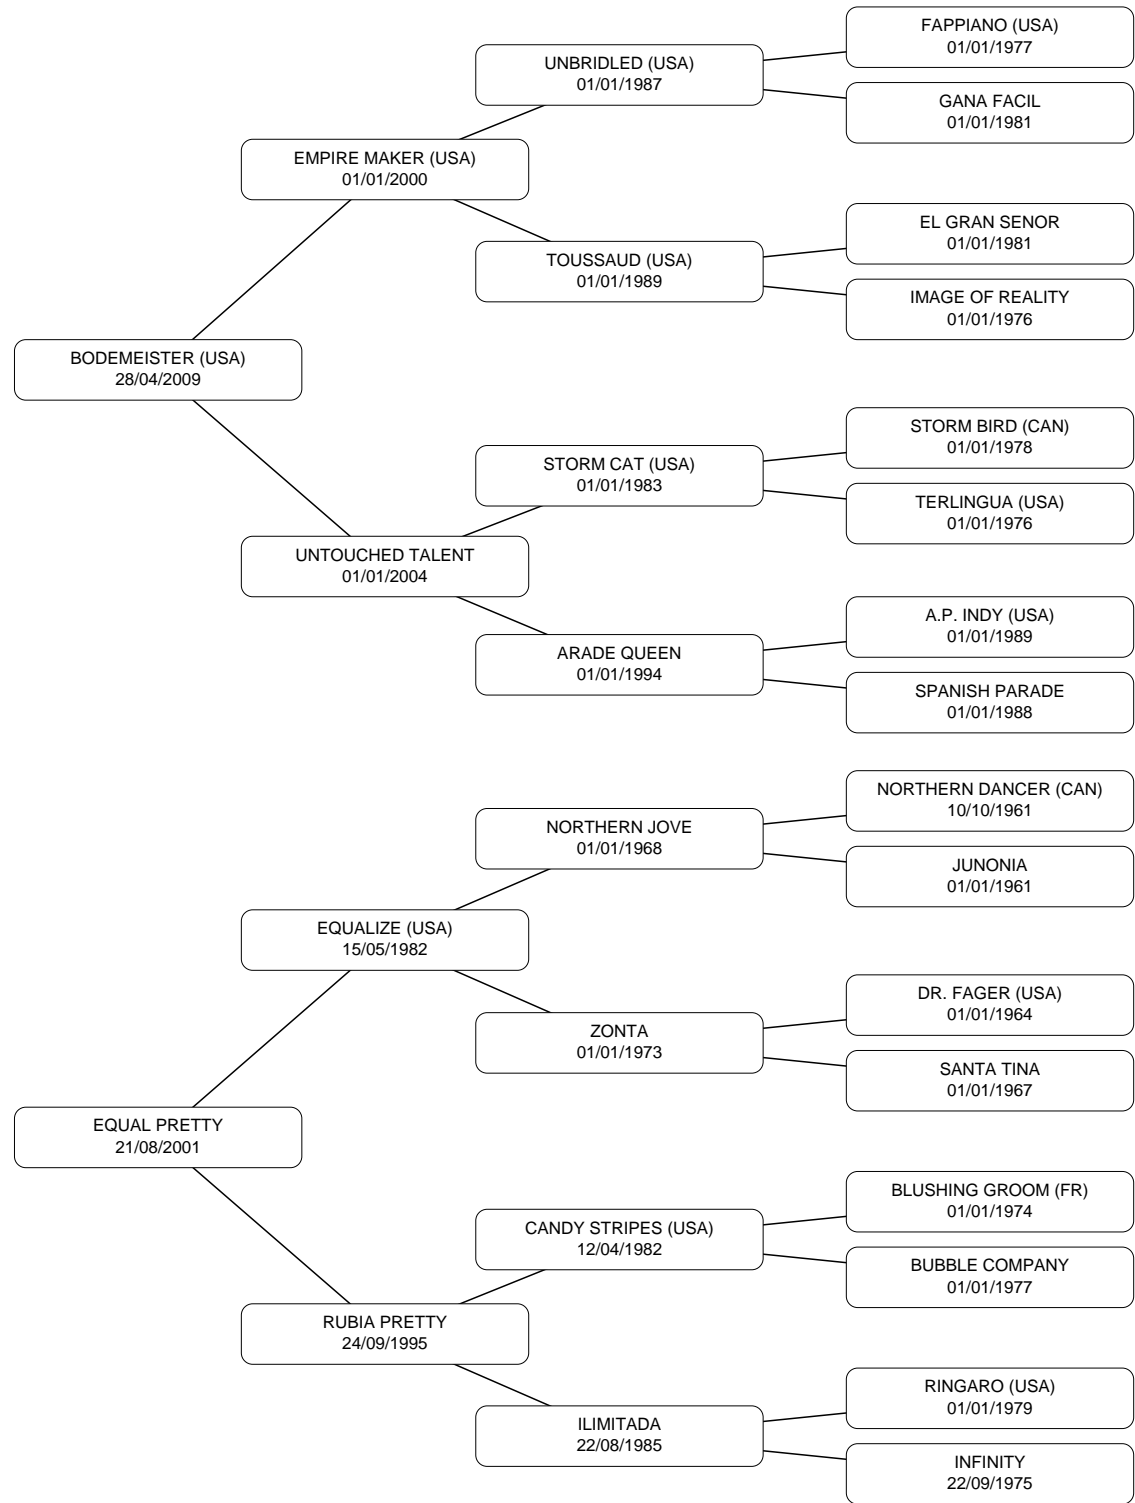 FAPPIANO (USA)
01/01/1977
UNBRIDLED (USA)
01/01/1987
GANA FACIL
01/01/1981
EMPIRE MAKER (USA)
01/01/2000
EL GRAN SENOR
01/01/1981
TOUSSAUD (USA)
01/01/1989
IMAGE OF REALITY
01/01/1976
BODEMEISTER (USA)
28/04/2009
STORM BIRD (CAN)
01/01/1978
STORM CAT (USA)
01/01/1983
TERLINGUA (USA)
01/01/1976
UNTOUCHED TALENT
01/01/2004
A.P. INDY (USA)
01/01/1989
ARADE QUEEN
01/01/1994
SPANISH PARADE
01/01/1988
NORTHERN DANCER (CAN)
10/10/1961
NORTHERN JOVE
01/01/1968
JUNONIA
01/01/1961
EQUALIZE (USA)
15/05/1982
DR. FAGER (USA)
01/01/1964
ZONTA
01/01/1973
SANTA TINA
01/01/1967
EQUAL PRETTY
21/08/2001
BLUSHING GROOM (FR)
01/01/1974
CANDY STRIPES (USA)
12/04/1982
BUBBLE COMPANY
01/01/1977
RUBIA PRETTY
24/09/1995
RINGARO (USA)
01/01/1979
ILIMITADA
22/08/1985
INFINITY
22/09/1975